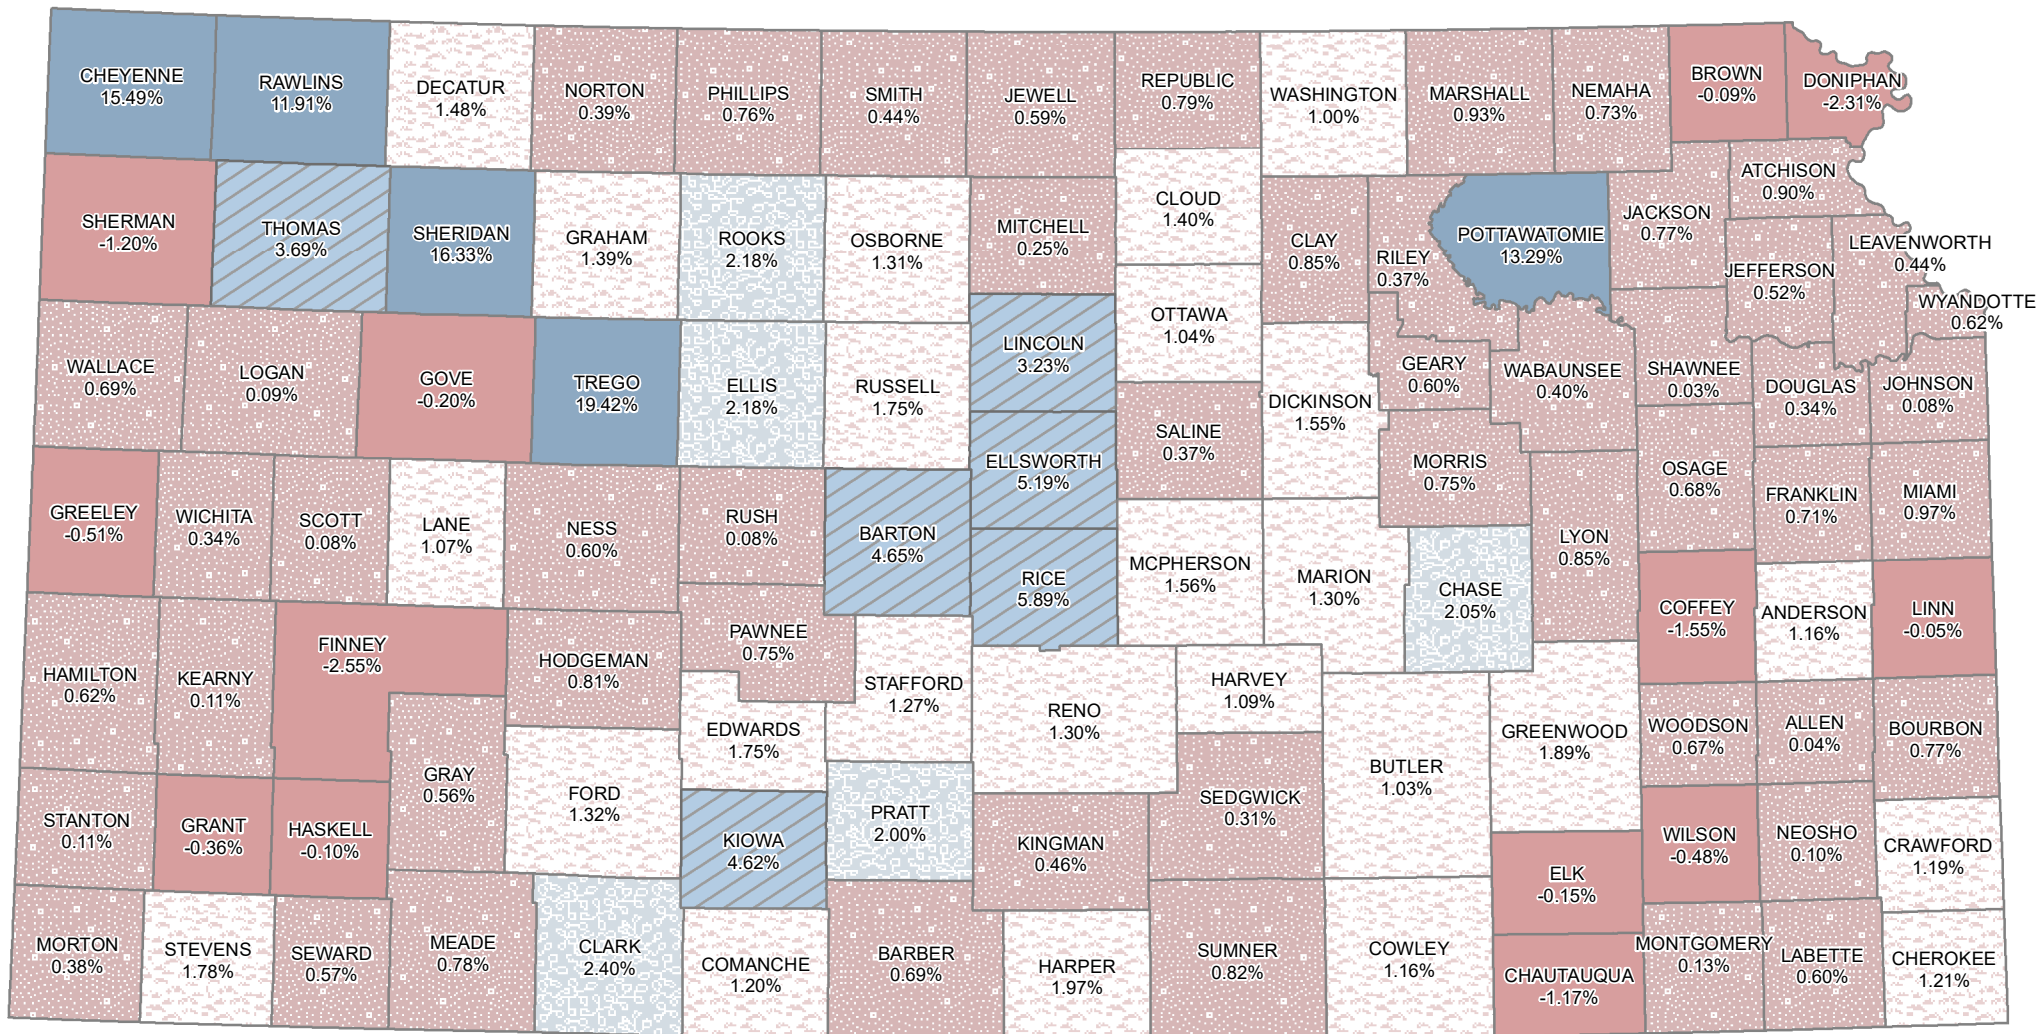 CHEYENNE
15.49%
RAWLINS
11.91%
DECATUR
1.48%
NORTON
0.39%
PHILLIPS
0.76%
SMITH
0.44%
JEWELL
0.59%
REPUBLIC
0.79%
WASHINGTON
1.00%
MARSHALL
0.93%
NEMAHA
0.73%
BROWN
-0.09%
DONIPHAN
-2.31%
SHERMAN
-1.20%
THOMAS
3.69%
SHERIDAN
16.33%
GRAHAM
1.39%
ROOKS
2.18%
OSBORNE
1.31%
MITCHELL
0.25%
CLOUD
1.40%
CLAY
0.85%
RILEY
0.37%
POTTAWATOMIE
13.29%
JACKSON
0.77%
ATCHISON
0.90%
JEFFERSON
0.52%
LEAVENWORTH
0.44%
WYANDOTTE
0.62%
WALLACE
0.69%
LOGAN
0.09%
GOVE
-0.20%
TREGO
19.42%
ELLIS
2.18%
RUSSELL
1.75%
LINCOLN
3.23%
OTTAWA
1.04%
DICKINSON
1.55%
GEARY
0.60%
WABAUNSEE
0.40%
SHAWNEE
0.03%
DOUGLAS
0.34%
JOHNSON
0.08%
ELLSWORTH
5.19%
SALINE
0.37%
MORRIS
0.75%
OSAGE
0.68%
FRANKLIN
0.71%
MIAMI
0.97%
GREELEY
-0.51%
WICHITA
0.34%
SCOTT
0.08%
LANE
1.07%
NESS
0.60%
RUSH
0.08%
BARTON
4.65%
RICE
5.89%
MCPHERSON
1.56%
MARION
1.30%
CHASE
2.05%
LYON
0.85%
COFFEY
-1.55%
ANDERSON
1.16%
LINN
-0.05%
HAMILTON
0.62%
KEARNY
0.11%
FINNEY
-2.55%
HODGEMAN
0.81%
PAWNEE
0.75%
STAFFORD
1.27%
EDWARDS
1.75%
RENO
1.30%
HARVEY
1.09%
BUTLER
1.03%
GREENWOOD
1.89%
WOODSON
0.67%
ALLEN
0.04%
BOURBON
0.77%
STANTON
0.11%
GRANT
-0.36%
HASKELL
-0.10%
GRAY
0.56%
FORD
1.32%
KIOWA
4.62%
PRATT
2.00%
KINGMAN
0.46%
SEDGWICK
0.31%
ELK
-0.15%
WILSON
-0.48%
NEOSHO
0.10%
CRAWFORD
1.19%
MORTON
0.38%
STEVENS
1.78%
SEWARD
0.57%
MEADE
0.78%
CLARK
2.40%
COMANCHE
1.20%
BARBER
0.69%
HARPER
1.97%
SUMNER
0.82%
COWLEY
1.16%
CHAUTAUQUA
-1.17%
MONTGOMERY
0.13%
LABETTE
0.60%
CHEROKEE
1.21%